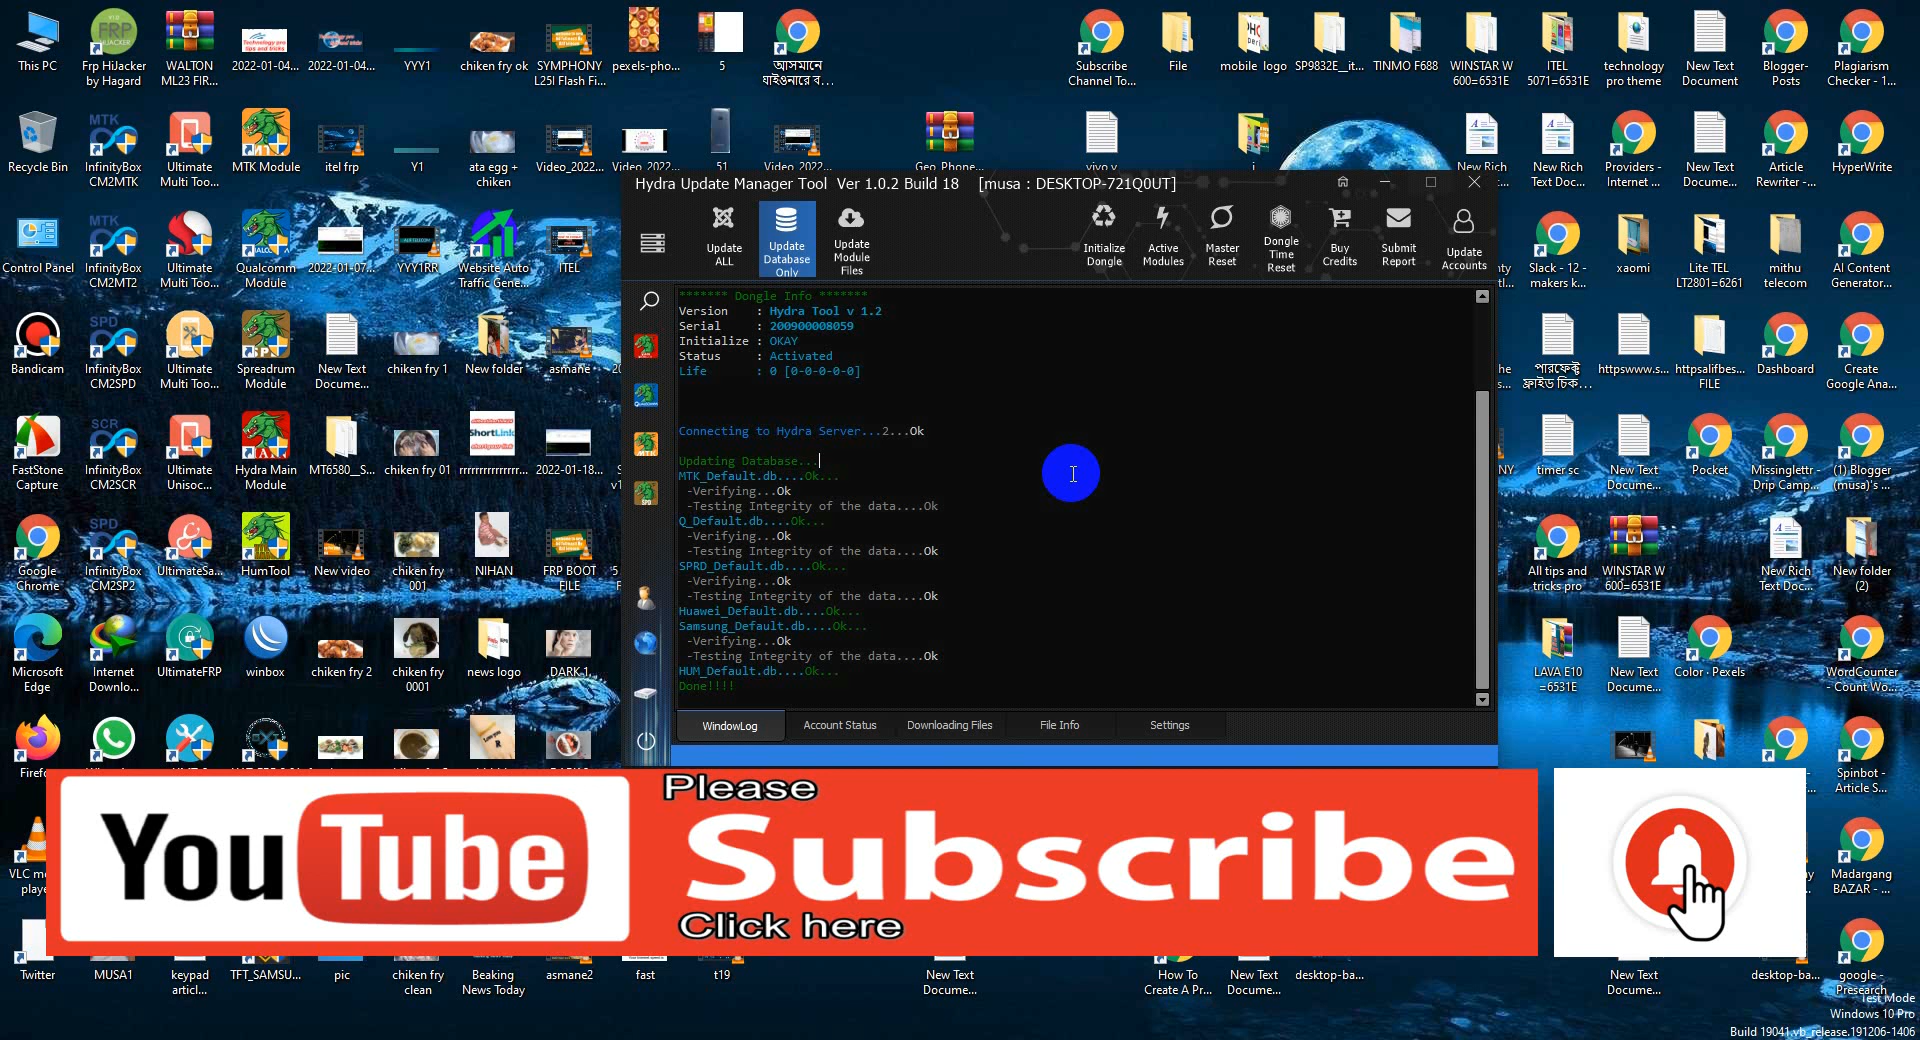 This PC
Frp HiJacker by Hagard
WALTON ML23 FIR...
2022-01-04...
2022-01-04...
YYY1
chiken fry ok
SYMPHONY L25I Flash Fi...
pexels-pho...
5
আসমানে যাইওনারে ব...
Subscribe Channel To...
File
mobile logo
SP9832E__it...
TINMO F688
WINSTAR W 600=6531E
ITEL 5071=6531E
technology pro theme
New Text Document
Blogger- Posts
Plagiarism Checker - 1...
Recycle Bin
InfinityBox CM2MTK
Ultimate Multi Too...
MTK Module
itel frp
Y1
ata egg + chicken
Video_2022...
Video_2022...
51
Video_2022...
Geo_Phone...
vivo y
i
New Rich Text Doc...
New Rich Text Doc...
Providers - Internet ...
New Text Docume...
Article Rewriter -...
HyperWrite
Hydra Update Manager Tool Ver 1.0.2 Build 18 [musa : DESKTOP-721Q0UT]
Update ALL
Update Database Only
Update Module Files
Initialize Dongle
Active Modules
Master Reset
Dongle Time Reset
Buy Credits
Submit Report
Update Accounts
Control Panel
InfinityBox CM2MT2
Ultimate Multi Too...
Qualcomm Module
2022-01-07...
YYY1RR
Website Auto Traffic Gene...
ITEL
Slack - 12 - makers k...
xaomi
Lite TEL LT2801=6261
mithu telecom
AI Content Generator...
******* Dongle Info *******
Version : Hydra Tool v 1.2
Serial : 200900008059
Initialize : OKAY
Status : Activated
Life : 0 [0-0-0-0-0]
Connecting to Hydra Server...2...Ok
Updating Database...
MTK_Default.db....Ok...
-Verifying...Ok
-Testing Integrity of the data....Ok
Q_Default.db....Ok...
-Verifying...Ok
-Testing Integrity of the data....Ok
SPRD_Default.db....Ok...
-Verifying...Ok
-Testing Integrity of the data....Ok
Huawei_Default.db....Ok...
Samsung_Default.db....Ok...
-Verifying...Ok
-Testing Integrity of the data....Ok
HUM_Default.db....Ok...
Done!!!!
WindowLog
Account Status
Downloading Files
File Info
Settings
Bandicam
InfinityBox CM2SPD
Ultimate Multi Too...
Spreadrum Module
New Text Docume...
chiken fry 1
New folder
asmane
পারফেক্ট ফ্রাইড চিক...
httpswww.s...
httpsalifbes... FILE
Dashboard
Create Google Ana...
FastStone Capture
InfinityBox CM2SCR
Ultimate Unisoc...
Hydra Main Module
MT6580__S...
chiken fry 01
rrrrrrrrrrrrrr...
2022-01-18...
timer sc
New Text Docume...
Pocket
Missinglettr - Drip Camp...
(1) Blogger (musa)'s ...
Google Chrome
InfinityBox CM2SP2
UltimateSa...
HumTool
New video
chiken fry 001
NIHAN
FRP BOOT FILE
All tips and tricks pro
WINSTAR W 600=6531E
New Rich Text Doc...
New folder (2)
Microsoft Edge
Internet Downlo...
UltimateFRP
winbox
chiken fry 2
chiken fry 0001
news logo
DARK 1
LAVA E10 =6531E
New Text Docume...
Color · Pexels
WordCounter - Count Wo...
Spinbot - Article S...
YouTube
Please
Subscribe
Click here
Madargang BAZAR - ...
Twitter
MUSA1
keypad articl...
TFT_SAMSU...
pic
chiken fry clean
Beaking News Today
asmane2
fast
t19
New Text Docume...
How To Create A Pr...
New Text Docume...
desktop-ba...
New Text Docume...
desktop-ba...
google - Presearch
Test Mode
Windows 10 Pro
Build 19041.vb_release.191206-1406